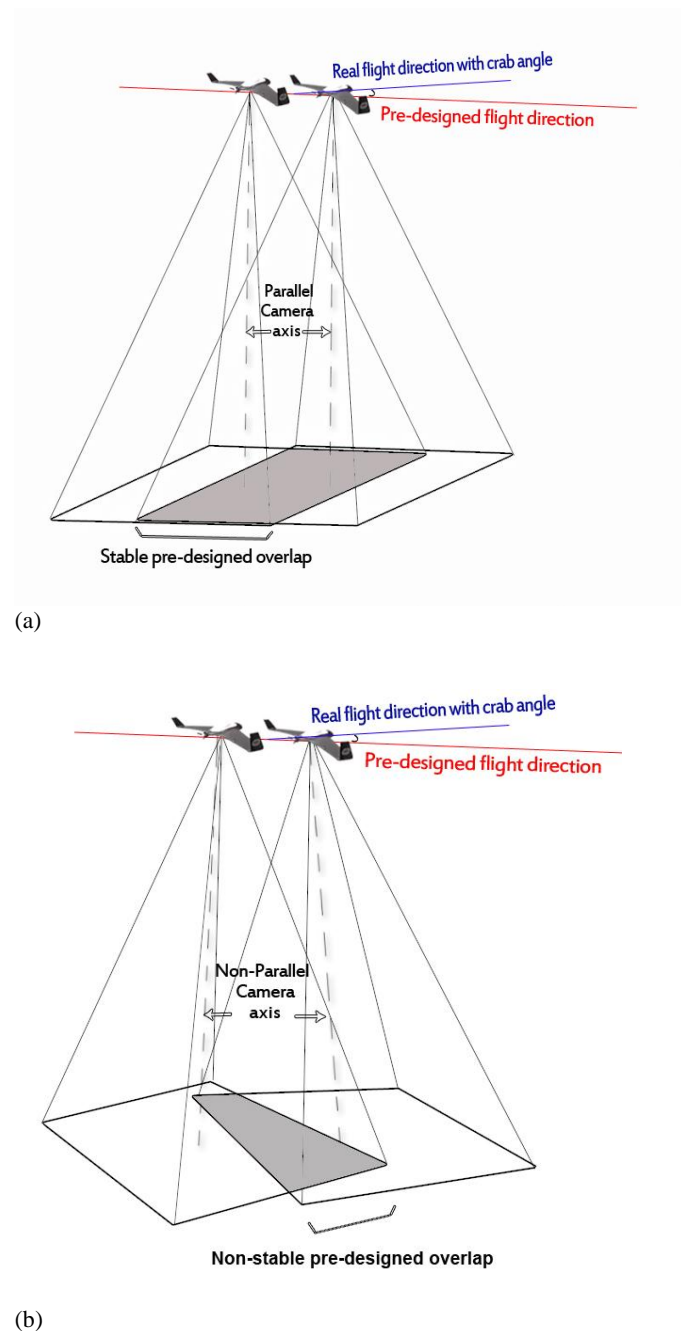 Real flight direction with crab angle
Pre-designed flight direction
Parallel
Camera
axis
Stable pre-designed overlap
(a)
Real flight direction with crab angle
Pre-designed flight direction
Non-Parallel
Camera
axis
Non-stable pre-designed overlap
(b)